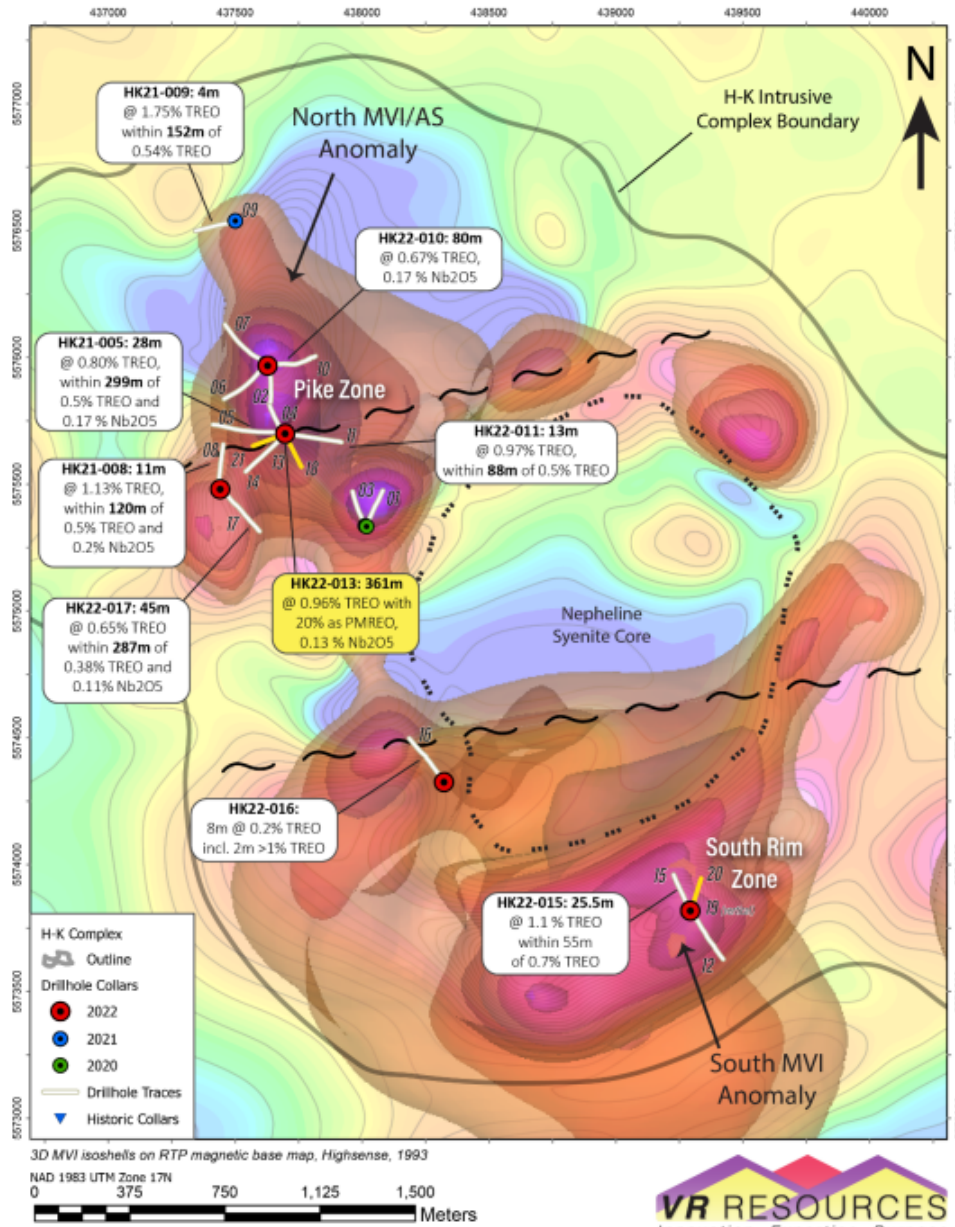 437000 437500 438000 438500 439000 439500 440000
5577000
5576500
5576000
5575500
5575000
5574500
5574000
5573500
5573000
N
H-K Intrusive
Complex Boundary
HK21-009: 4m
@ 1.75% TREO
within 152m of
0.54% TREO
North MVI/AS
Anomaly
09
HK22-010: 80m
@ 0.67% TREO,
0.17 % Nb2O5
07
10
06
02
Pike Zone
HK21-005: 28m
@ 0.80% TREO,
within 299m of
0.5% TREO and
0.17 % Nb2O5
05
04
11
08
21
13
18
14
HK22-011: 13m
@ 0.97% TREO,
within 88m of 0.5% TREO
HK21-008: 11m
@ 1.13% TREO,
within 120m of
0.5% TREO and
0.2% Nb2O5
03
01
17
HK22-013: 361m
@ 0.96% TREO with
20% as PMREO,
0.13 % Nb2O5
HK22-017: 45m
@ 0.65% TREO
within 287m of
0.38% TREO and
0.11% Nb2O5
Nepheline
Syenite Core
16
HK22-016:
8m @ 0.2% TREO
incl. 2m >1% TREO
South Rim
Zone
15
20
19
12
HK22-015: 25.5m
@ 1.1 % TREO
within 55m
of 0.7% TREO
South MVI
Anomaly
H-K Complex
Outline
Drillhole Collars
2022
2021
2020
Drillhole Traces
Historic Collars
3D MVI isoshells on RTP magnetic base map, Highsense, 1993
NAD 1983 UTM Zone 17N
0 375 750 1,125 1,500
Meters
VR RESOURCES